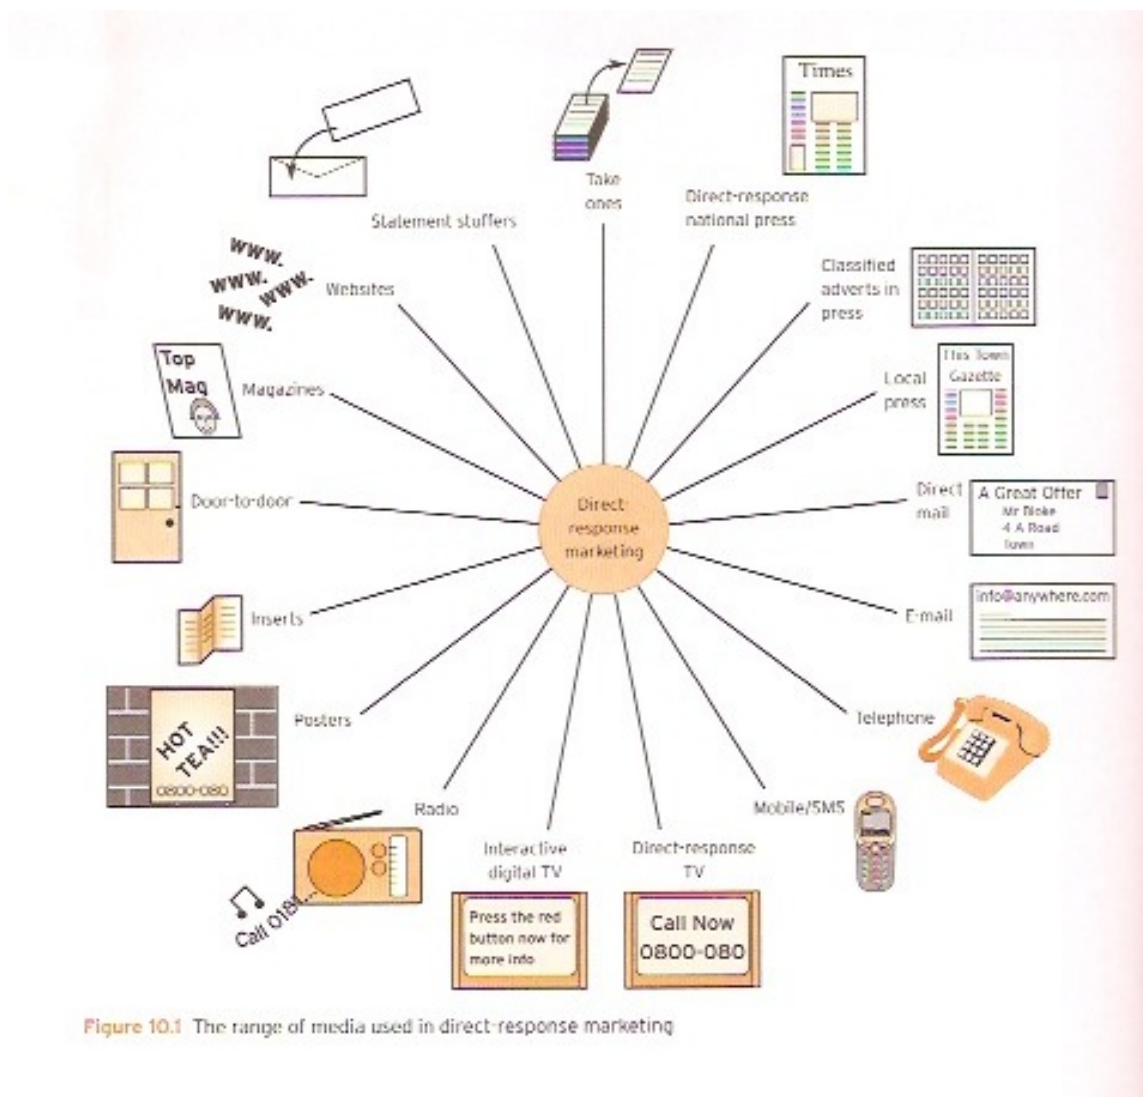 Times
Take
ones
Direct-response
national press
Statement stuffers
Classified
adverts in
press
www.
www.
www.
www.
Websites
This Town
Gazette
Local
press
Top
Mag
Magazines
Direct
mail
A Great Offer
Mr Bloke
4 A Road
Town
Door-to-door
Direct-
response
marketing
info@anywhere.com
E-mail
Inserts
Telephone
Posters
HOT
TEA!!!
0800-080
Mobile/SMS
Radio
Call 018
Interactive
digital TV
Direct-response
TV
Press the red
button now for
more info
Call Now
0800-080
Figure 10.1 The range of media used in direct-response marketing